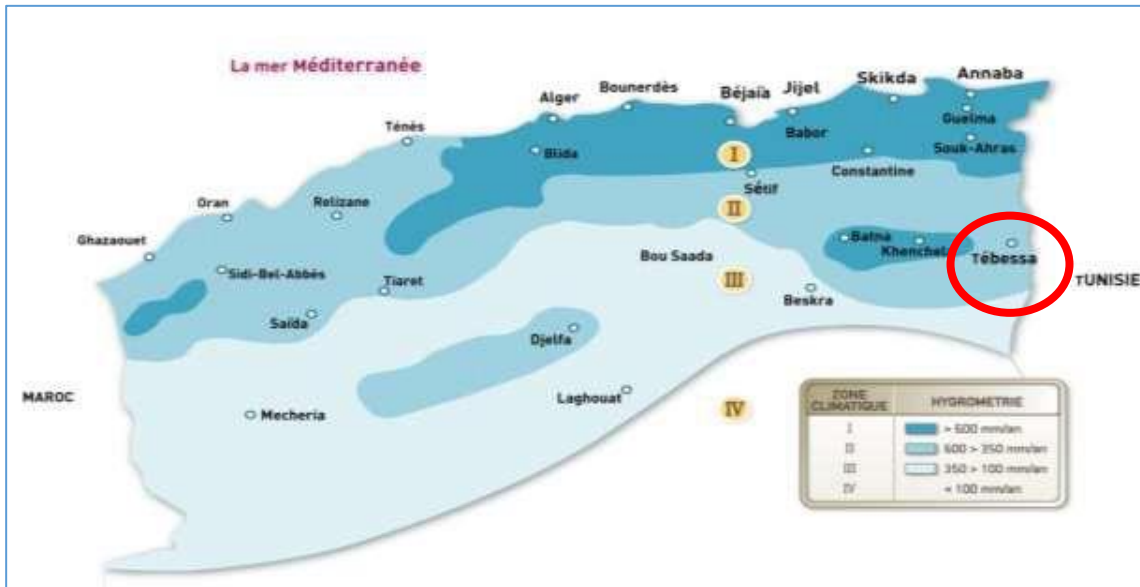 La mer Méditerranée
Skikda
Annaba
Bounerdès
Béjaïa
Jijel
Alger
Ténès
Guelma
Babor
Blida
I
Souk-Ahras
Constantine
Sétif
Oran
Relizane
II
Ghazaouet
Batna
Khenchel
Tébessa
Bou Saada
Sidi-Bel-Abbés
Tiaret
III
TUNISIE
Beskra
Saïda
Djelfa
MAROC
Laghouat
Mecheria
IV
ZONE CLIMATIQUE
HYGROMETRIE
I
> 600 mm/an
II
600 > 350 mm/an
III
350 > 100 mm/an
IV
< 100 mm/an